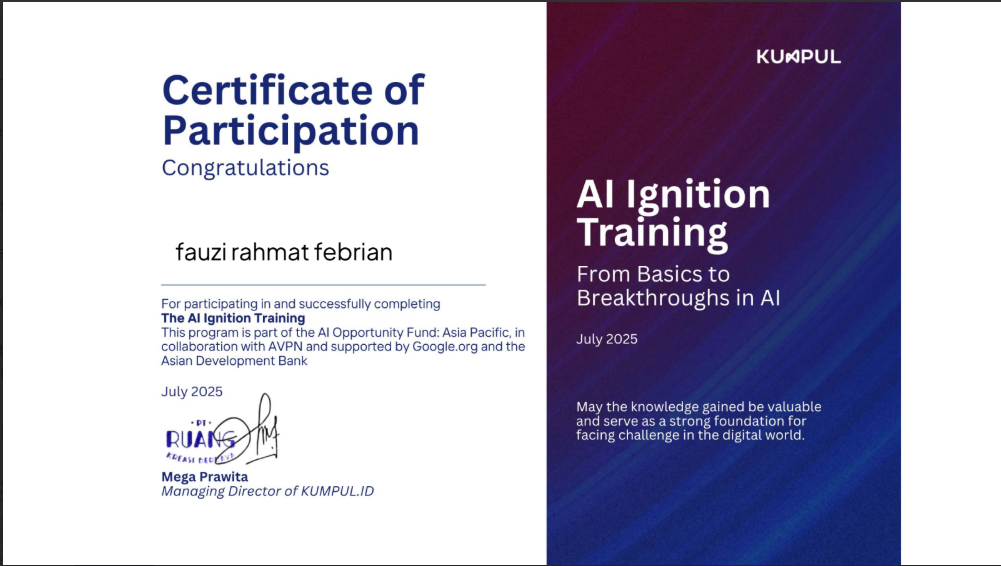 Certificate of
Participation
Congratulations
fauzi rahmat febrian
For participating in and successfully completing
The AI Ignition Training
This program is part of the AI Opportunity Fund: Asia Pacific, in
collaboration with AVPN and supported by Google.org and the
Asian Development Bank
July 2025
PT
RUANG
KREASI
Mega Prawita
Managing Director of KUMPUL.ID
KUMPUL
AI Ignition
Training
From Basics to
Breakthroughs in AI
July 2025
May the knowledge gained be valuable
and serve as a strong foundation for
facing challenge in the digital world.